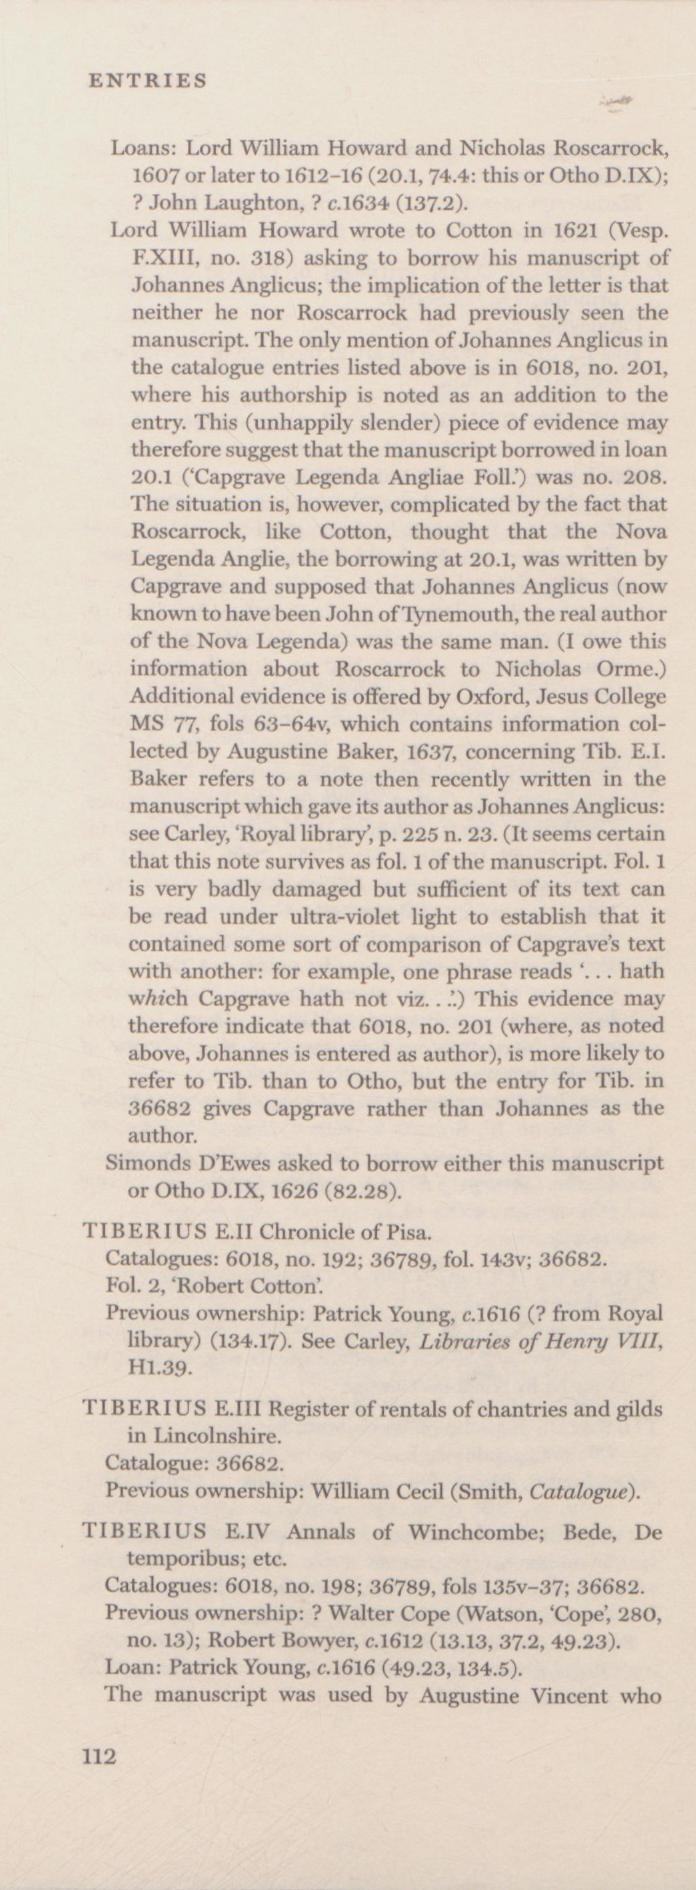 ENTRIES
Loans: Lord William Howard and Nicholas Roscarrock,
1607 or later to 1612–16 (20.1, 74.4: this or Otho D.IX);
? John Laughton, ? c.1634 (137.2).
Lord William Howard wrote to Cotton in 1621 (Vesp.
F.XIII, no. 318) asking to borrow his manuscript of
Johannes Anglicus; the implication of the letter is that
neither he nor Roscarrock had previously seen the
manuscript. The only mention of Johannes Anglicus in
the catalogue entries listed above is in 6018, no. 201,
where his authorship is noted as an addition to the
entry. This (unhappily slender) piece of evidence may
therefore suggest that the manuscript borrowed in loan
20.1 (‘Capgrave Legenda Angliae Foll.’) was no. 208.
The situation is, however, complicated by the fact that
Roscarrock, like Cotton, thought that the Nova
Legenda Anglie, the borrowing at 20.1, was written by
Capgrave and supposed that Johannes Anglicus (now
known to have been John of Tynemouth, the real author
of the Nova Legenda) was the same man. (I owe this
information about Roscarrock to Nicholas Orme.)
Additional evidence is offered by Oxford, Jesus College
MS 77, fols 63–64v, which contains information col-
lected by Augustine Baker, 1637, concerning Tib. E.I.
Baker refers to a note then recently written in the
manuscript which gave its author as Johannes Anglicus:
see Carley, ‘Royal library’, p. 225 n. 23. (It seems certain
that this note survives as fol. 1 of the manuscript. Fol. 1
is very badly damaged but sufficient of its text can
be read under ultra-violet light to establish that it
contained some sort of comparison of Capgrave’s text
with another: for example, one phrase reads ‘. . . hath
which Capgrave hath not viz. . .’.) This evidence may
therefore indicate that 6018, no. 201 (where, as noted
above, Johannes is entered as author), is more likely to
refer to Tib. than to Otho, but the entry for Tib. in
36682 gives Capgrave rather than Johannes as the
author.
Simonds D’Ewes asked to borrow either this manuscript
or Otho D.IX, 1626 (82.28).
TIBERIUS E.II Chronicle of Pisa.
Catalogues: 6018, no. 192; 36789, fol. 143v; 36682.
Fol. 2, ‘Robert Cotton’.
Previous ownership: Patrick Young, c.1616 (? from Royal
library) (134.17). See Carley, Libraries of Henry VIII,
H1.39.
TIBERIUS E.III Register of rentals of chantries and gilds
in Lincolnshire.
Catalogue: 36682.
Previous ownership: William Cecil (Smith, Catalogue).
TIBERIUS E.IV Annals of Winchcombe; Bede, De
temporibus; etc.
Catalogues: 6018, no. 198; 36789, fols 135v–37; 36682.
Previous ownership: ? Walter Cope (Watson, ‘Cope’, 280,
no. 13); Robert Bowyer, c.1612 (13.13, 37.2, 49.23).
Loan: Patrick Young, c.1616 (49.23, 134.5).
The manuscript was used by Augustine Vincent who
112